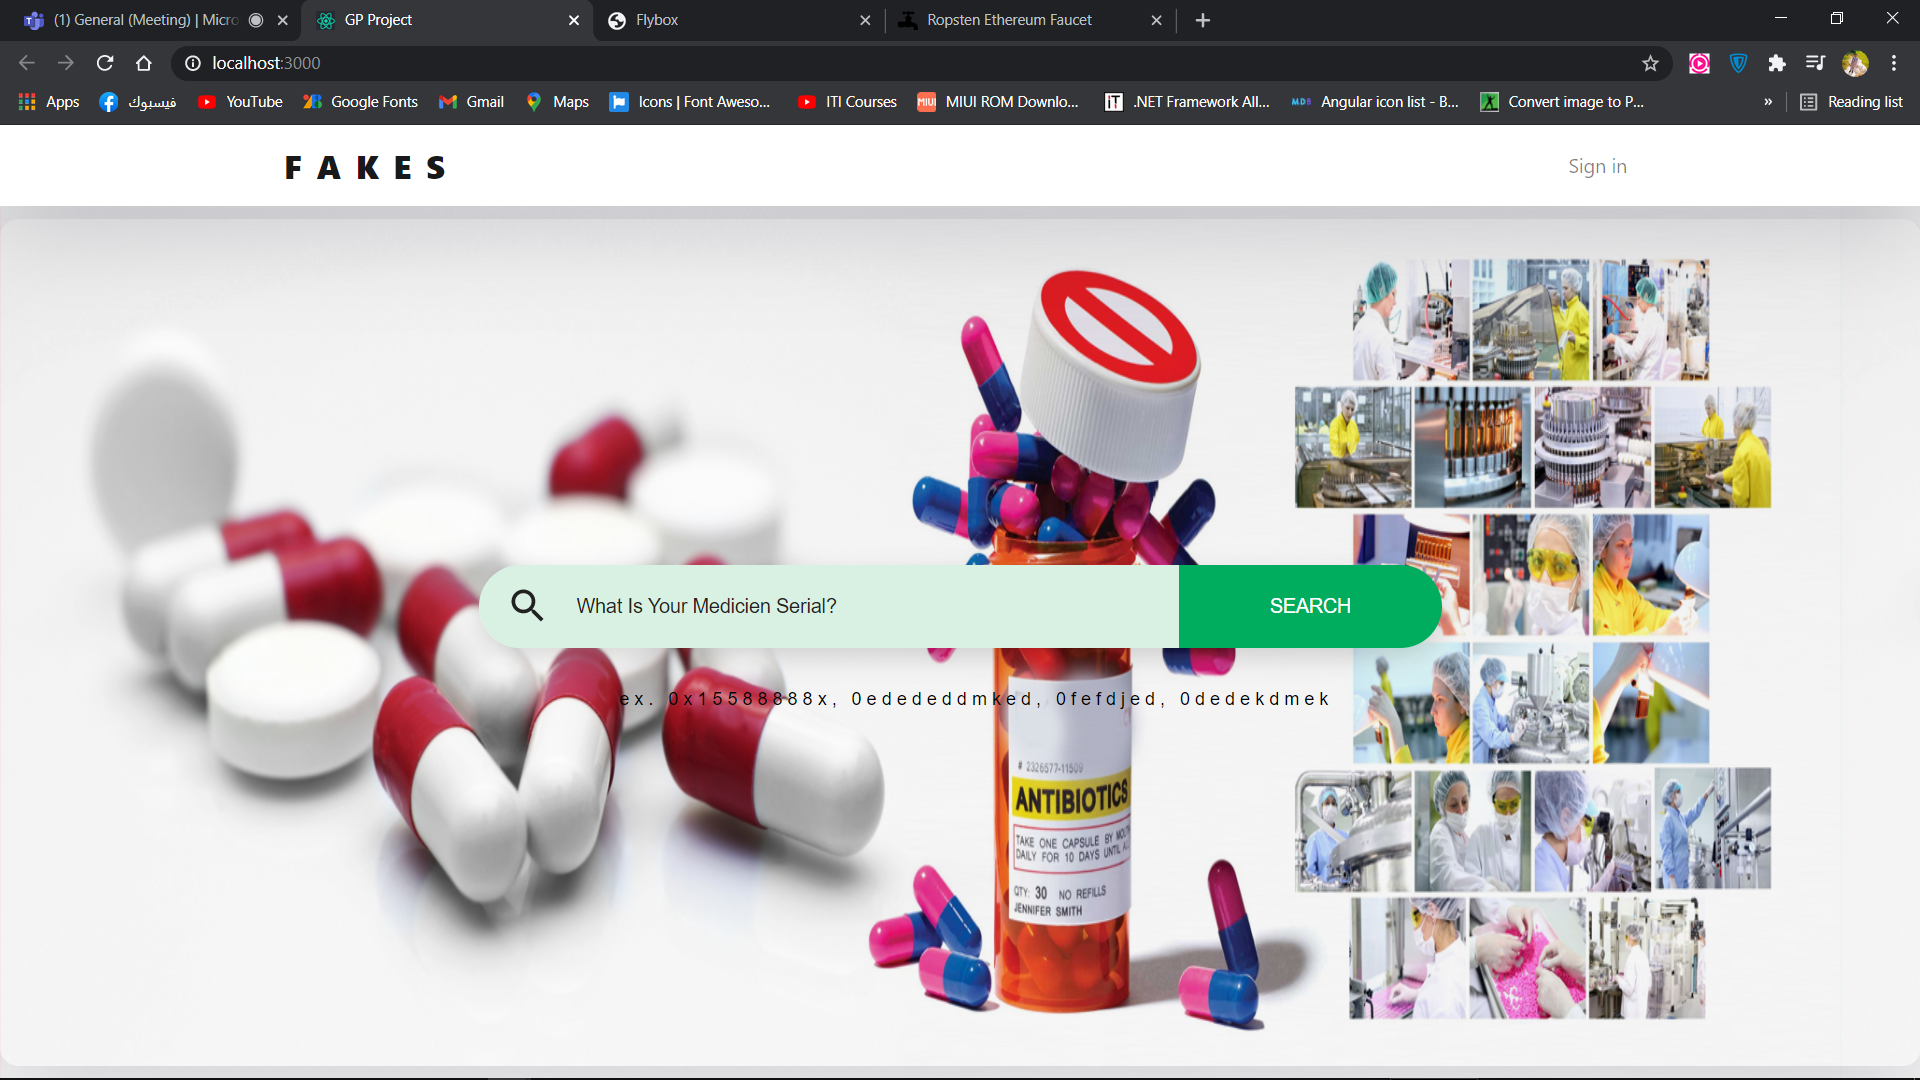 (1) General (Meeting) | Micro
GP Project
Flybox
Ropsten Ethereum Faucet
localhost:3000
Apps
فيسبوك
YouTube
Google Fonts
Gmail
Maps
Icons | Font Aweso...
ITI Courses
MIUI ROM Downlo...
.NET Framework All...
Angular icon list - B...
Convert image to P...
»
Reading list
FAKES
Sign in
What Is Your Medicien Serial?
SEARCH
ex. 0x15588888x, 0edededdmked, 0fefdjed, 0dedekdmek
# 2326577-11509
ANTIBIOTICS
TAKE ONE CAPSULE BY
DAILY FOR 10 DAYS UNTIL
QTY: 30 NO REFILLS
JENNIFER SMITH